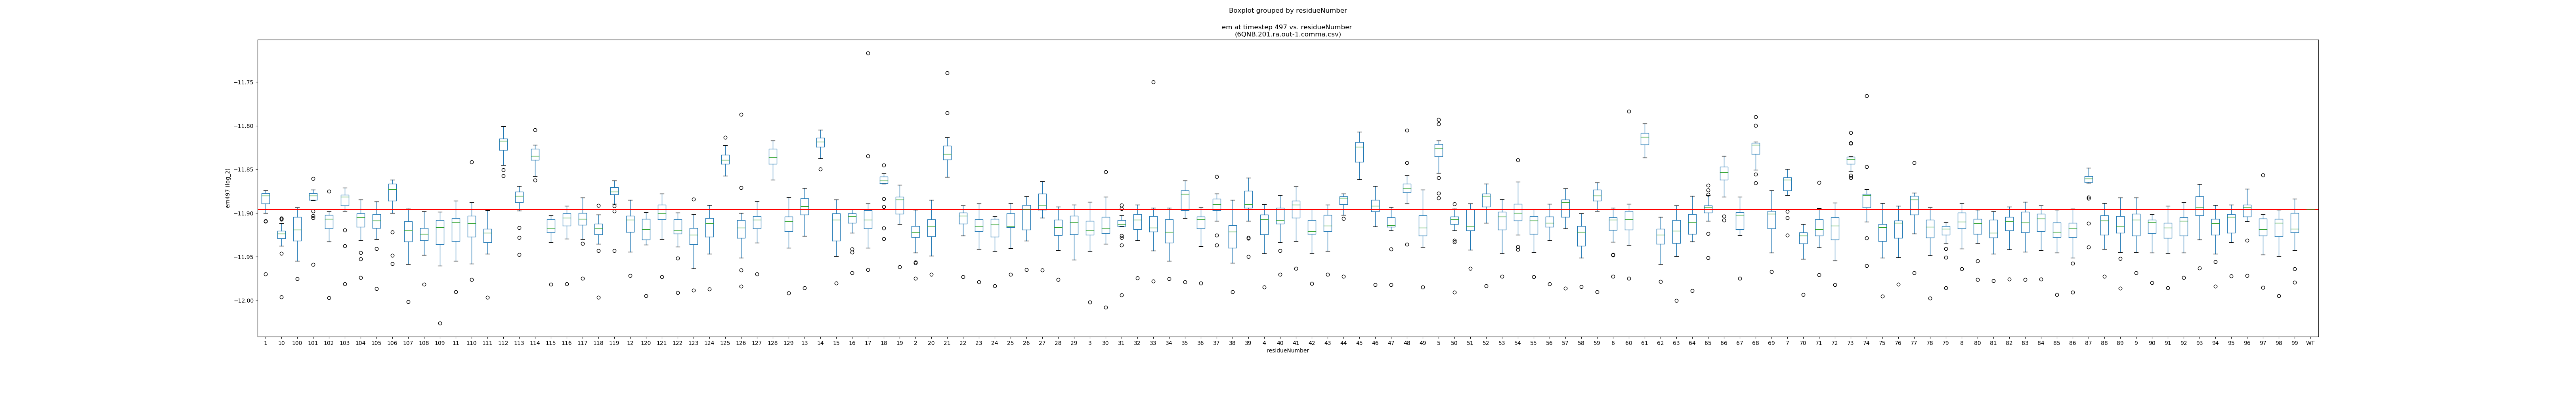 Boxplot grouped by residueNumber
em at timestep 497 vs. residueNumber
(6QNB.201.ra.out-1.comma.csv)
em497 (log_2)
−11.75
−11.80
−11.85
−11.90
−11.95
−12.00
1 10 100 101 102 103 104 105 106 107 108 109 11 110 111 112 113 114 115 116 117 118 119 12 120 121 122 123 124 125 126 127 128 129 13 14 15 16 17 18 19 2 20 21 22 23 24 25 26 27 28 29 3 30 31 32 33 34 35 36 37 38 39 4 40 41 42 43 44 45 46 47 48 49 5 50 51 52 53 54 55 56 57 58 59 6 60 61 62 63 64 65 66 67 68 69 7 70 71 72 73 74 75 76 77 78 79 8 80 81 82 83 84 85 86 87 88 89 9 90 91 92 93 94 95 96 97 98 99 WT
residueNumber